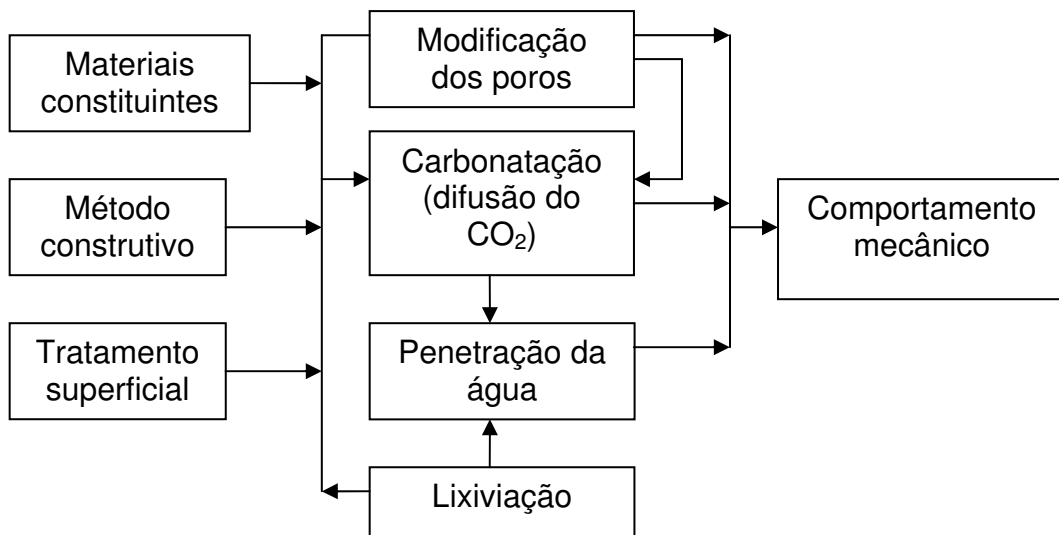 Materiais
constituintes
Método
construtivo
Tratamento
superficial
Modificação
dos poros
Carbonatação
(difusão do
CO₂)
Penetração da
água
Lixiviação
Comportamento
mecânico